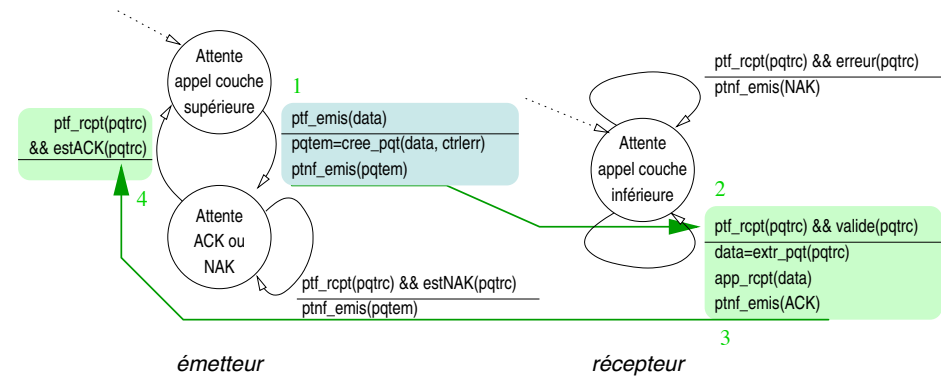 Attente
appel couche
supérieure
1
ptf_emis(data)
pqtem=cree_pqt(data, ctrlerr)
ptnf_emis(pqtem)
ptf_rcpt(pqtrc)
&& estACK(pqtrc)
4
Attente
ACK ou
NAK
ptf_rcpt(pqtrc) && estNAK(pqtrc)
ptnf_emis(pqtem)
émetteur
ptf_rcpt(pqtrc) && erreur(pqtrc)
ptnf_emis(NAK)
Attente
appel couche
inférieure
2
ptf_rcpt(pqtrc) && valide(pqtrc)
data=extr_pqt(pqtrc)
app_rcpt(data)
ptnf_emis(ACK)
3
récepteur